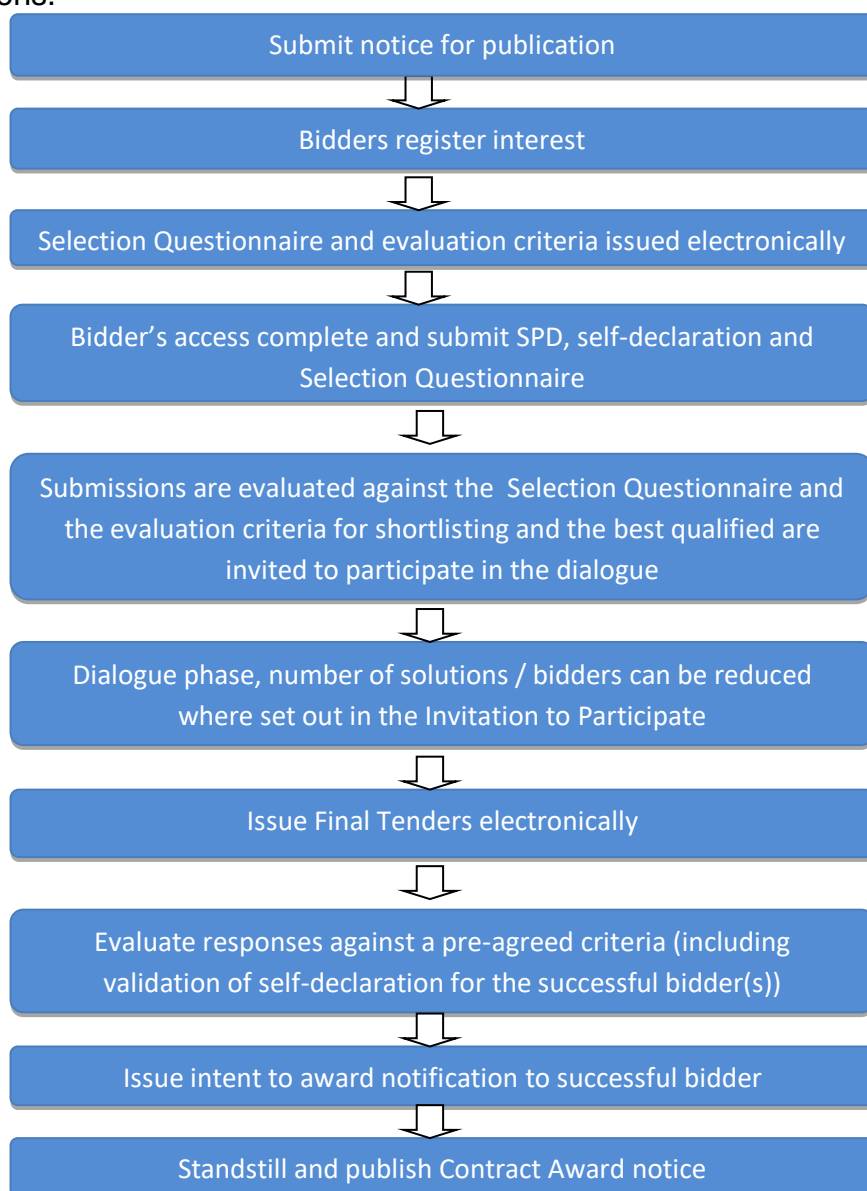 ons.
Submit notice for publication
Bidders register interest
Selection Questionnaire and evaluation criteria issued electronically
Bidder’s access complete and submit SPD, self-declaration and
Selection Questionnaire
Submissions are evaluated against the Selection Questionnaire and
the evaluation criteria for shortlisting and the best qualified are
invited to participate in the dialogue
Dialogue phase, number of solutions / bidders can be reduced
where set out in the Invitation to Participate
Issue Final Tenders electronically
Evaluate responses against a pre-agreed criteria (including
validation of self-declaration for the successful bidder(s))
Issue intent to award notification to successful bidder
Standstill and publish Contract Award notice